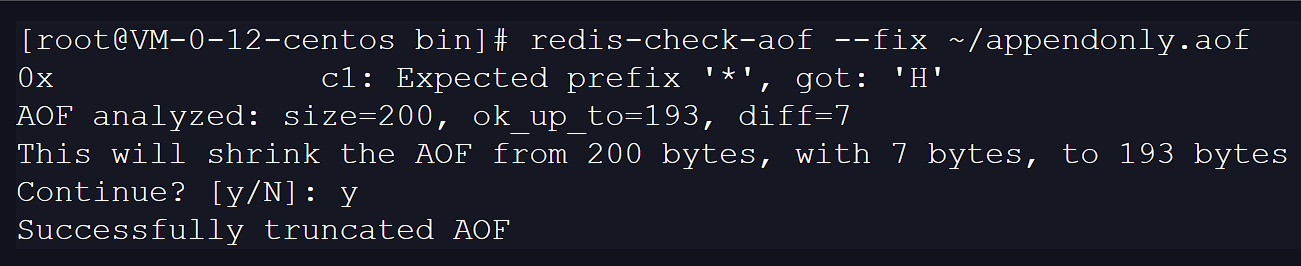 [root@VM-0-12-centos bin]# redis-check-aof --fix ~/appendonly.aof
0x              c1: Expected prefix '*', got: 'H'
AOF analyzed: size=200, ok_up_to=193, diff=7
This will shrink the AOF from 200 bytes, with 7 bytes, to 193 bytes
Continue? [y/N]: y
Successfully truncated AOF